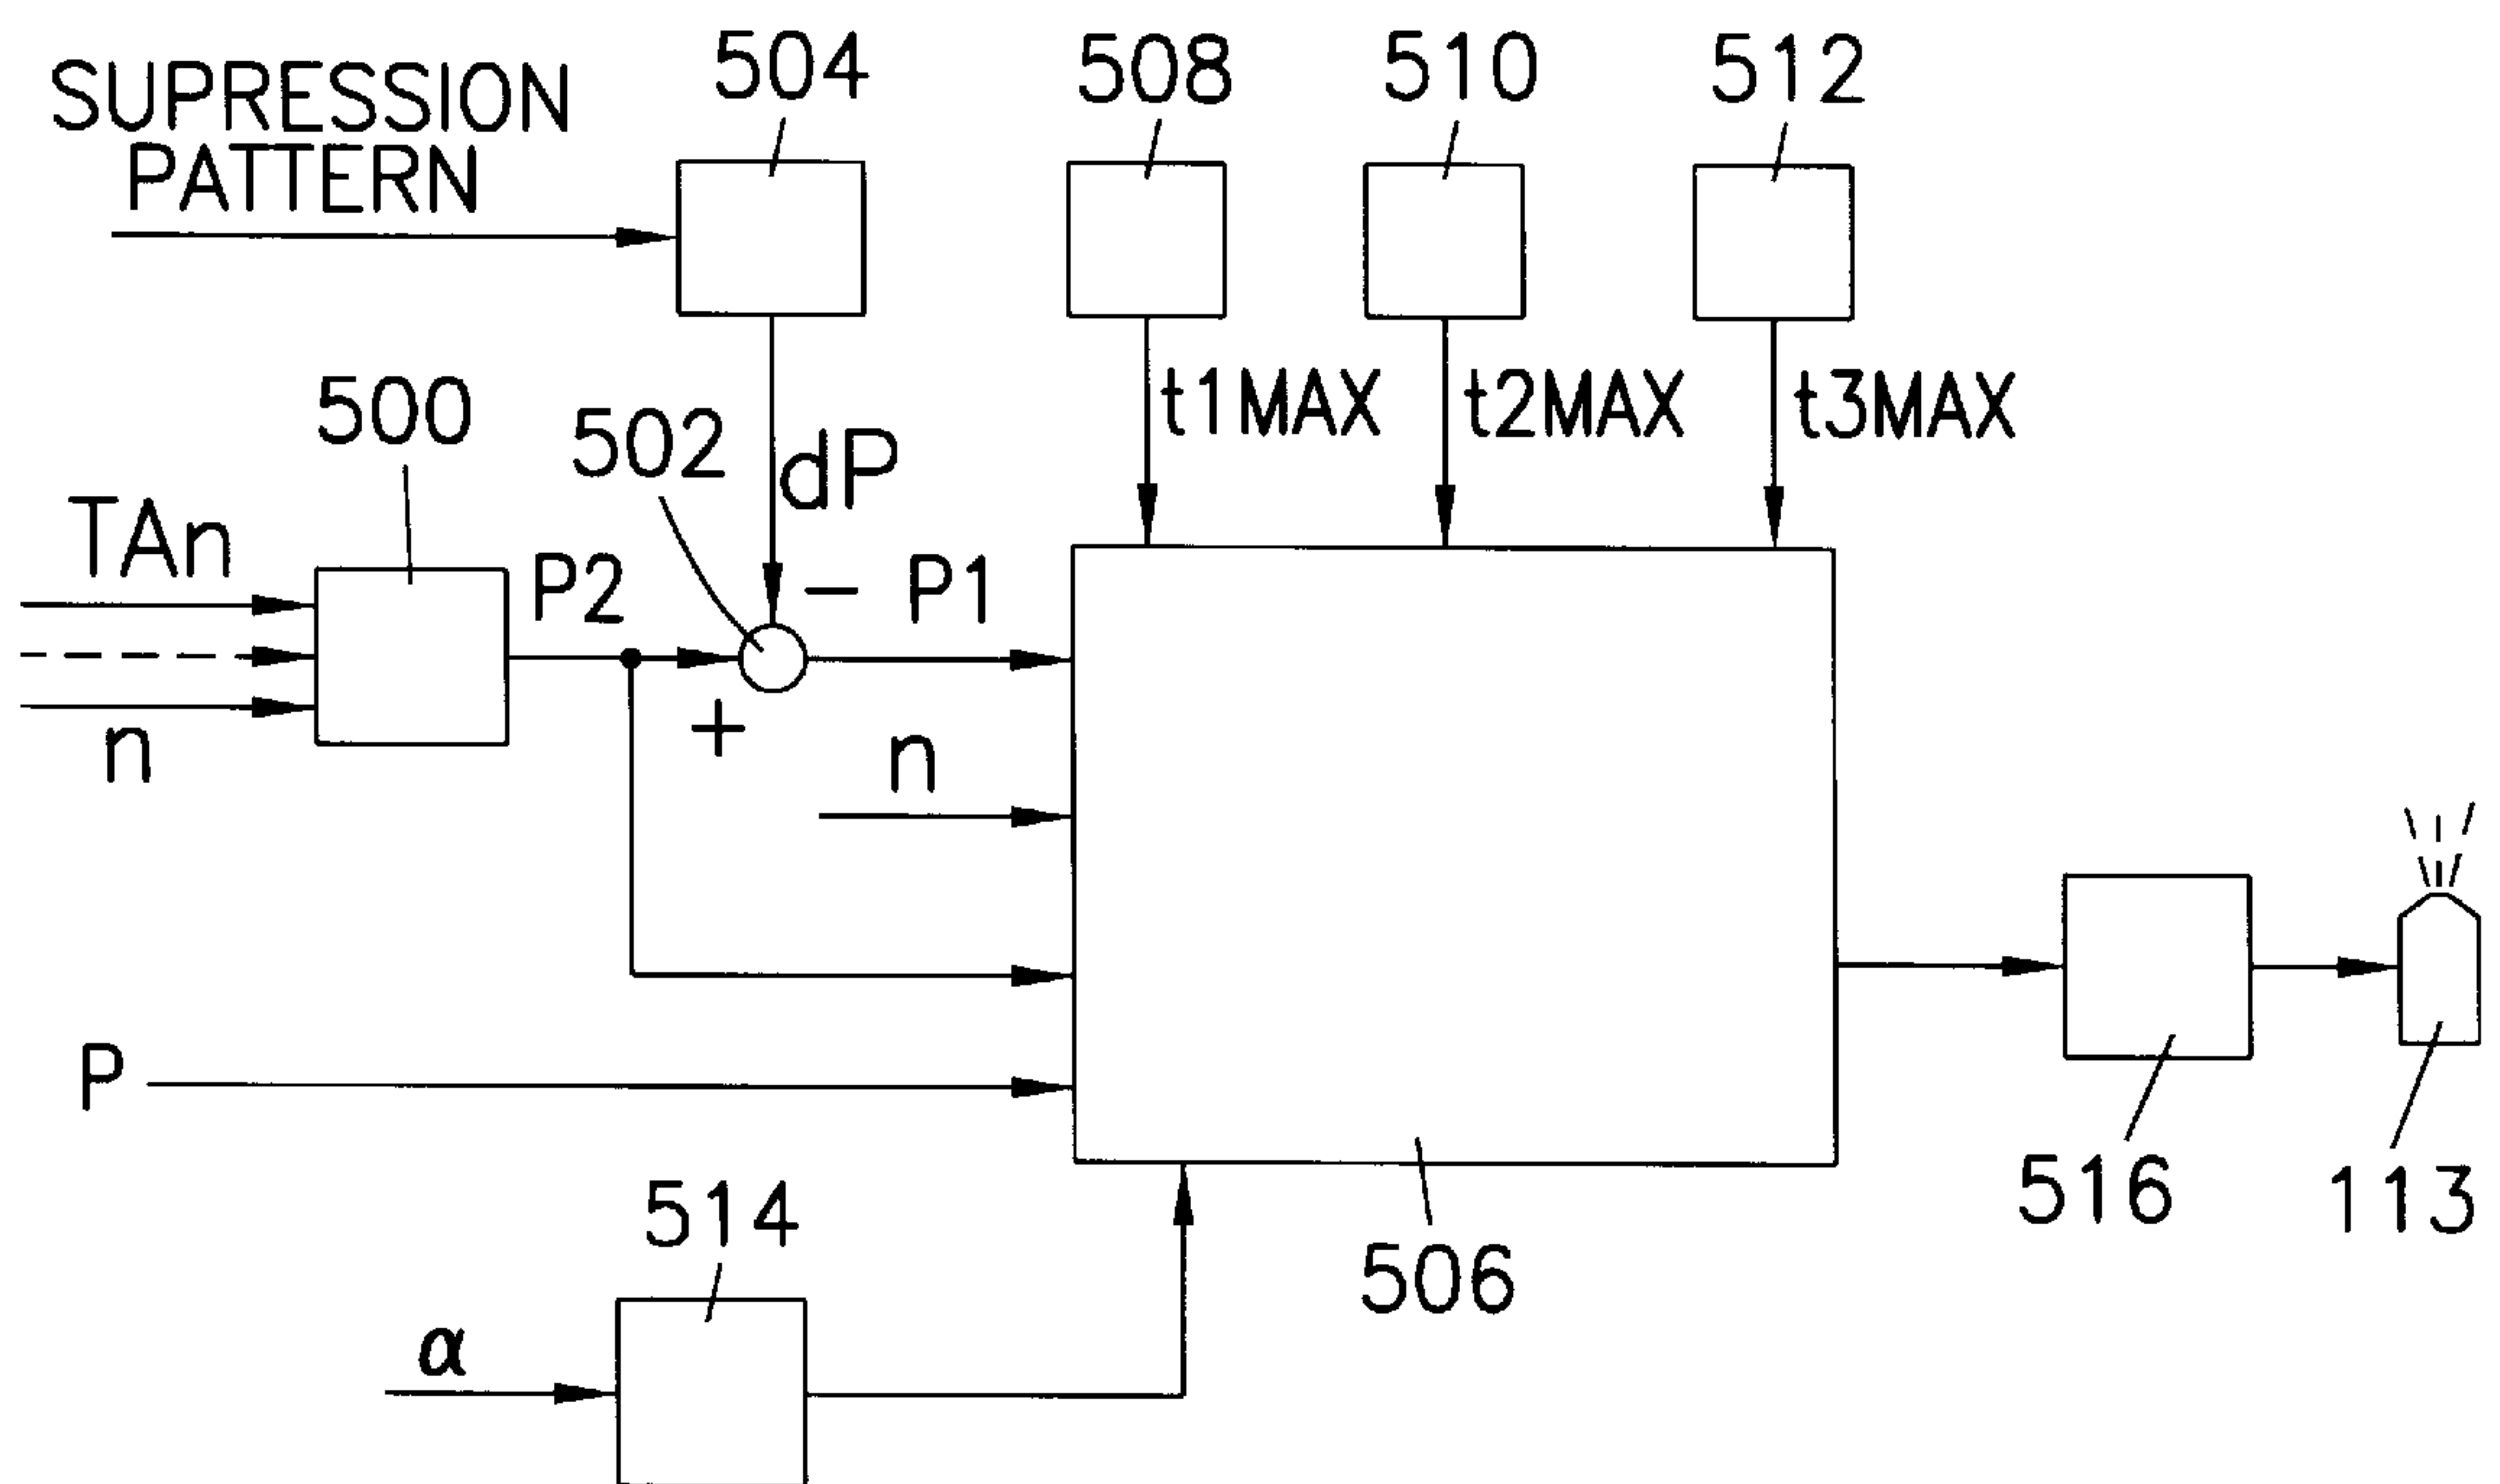 504
508
510
512
SUPRESSION
PATTERN
t1MAX
t2MAX
t3MAX
500
502
dP
TAn
P2
- P1
+
n
n
P
514
516
113
506
α